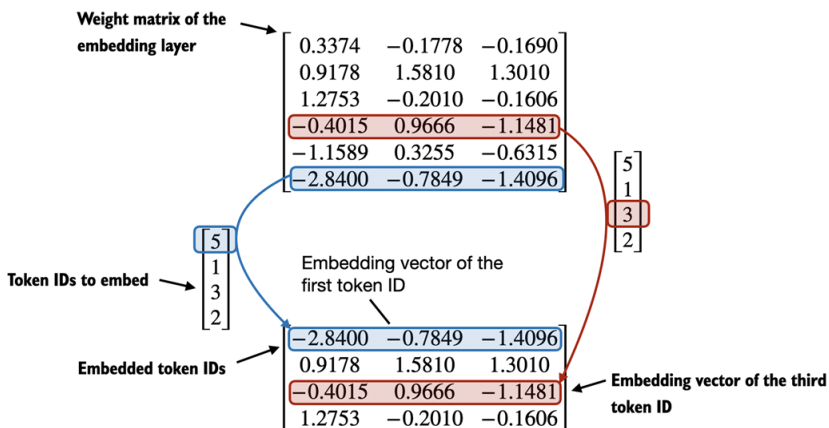 Weight matrix of the
embedding layer
0.3374 −0.1778 −0.1690
0.9178 1.5810 1.3010
1.2753 −0.2010 −0.1606
−0.4015 0.9666 −1.1481
−1.1589 0.3255 −0.6315
−2.8400 −0.7849 −1.4096
5
1
3
2
Token IDs to embed
5
1
3
2
Embedding vector of the
first token ID
Embedded token IDs
−2.8400 −0.7849 −1.4096
0.9178 1.5810 1.3010
−0.4015 0.9666 −1.1481
1.2753 −0.2010 −0.1606
Embedding vector of the third
token ID